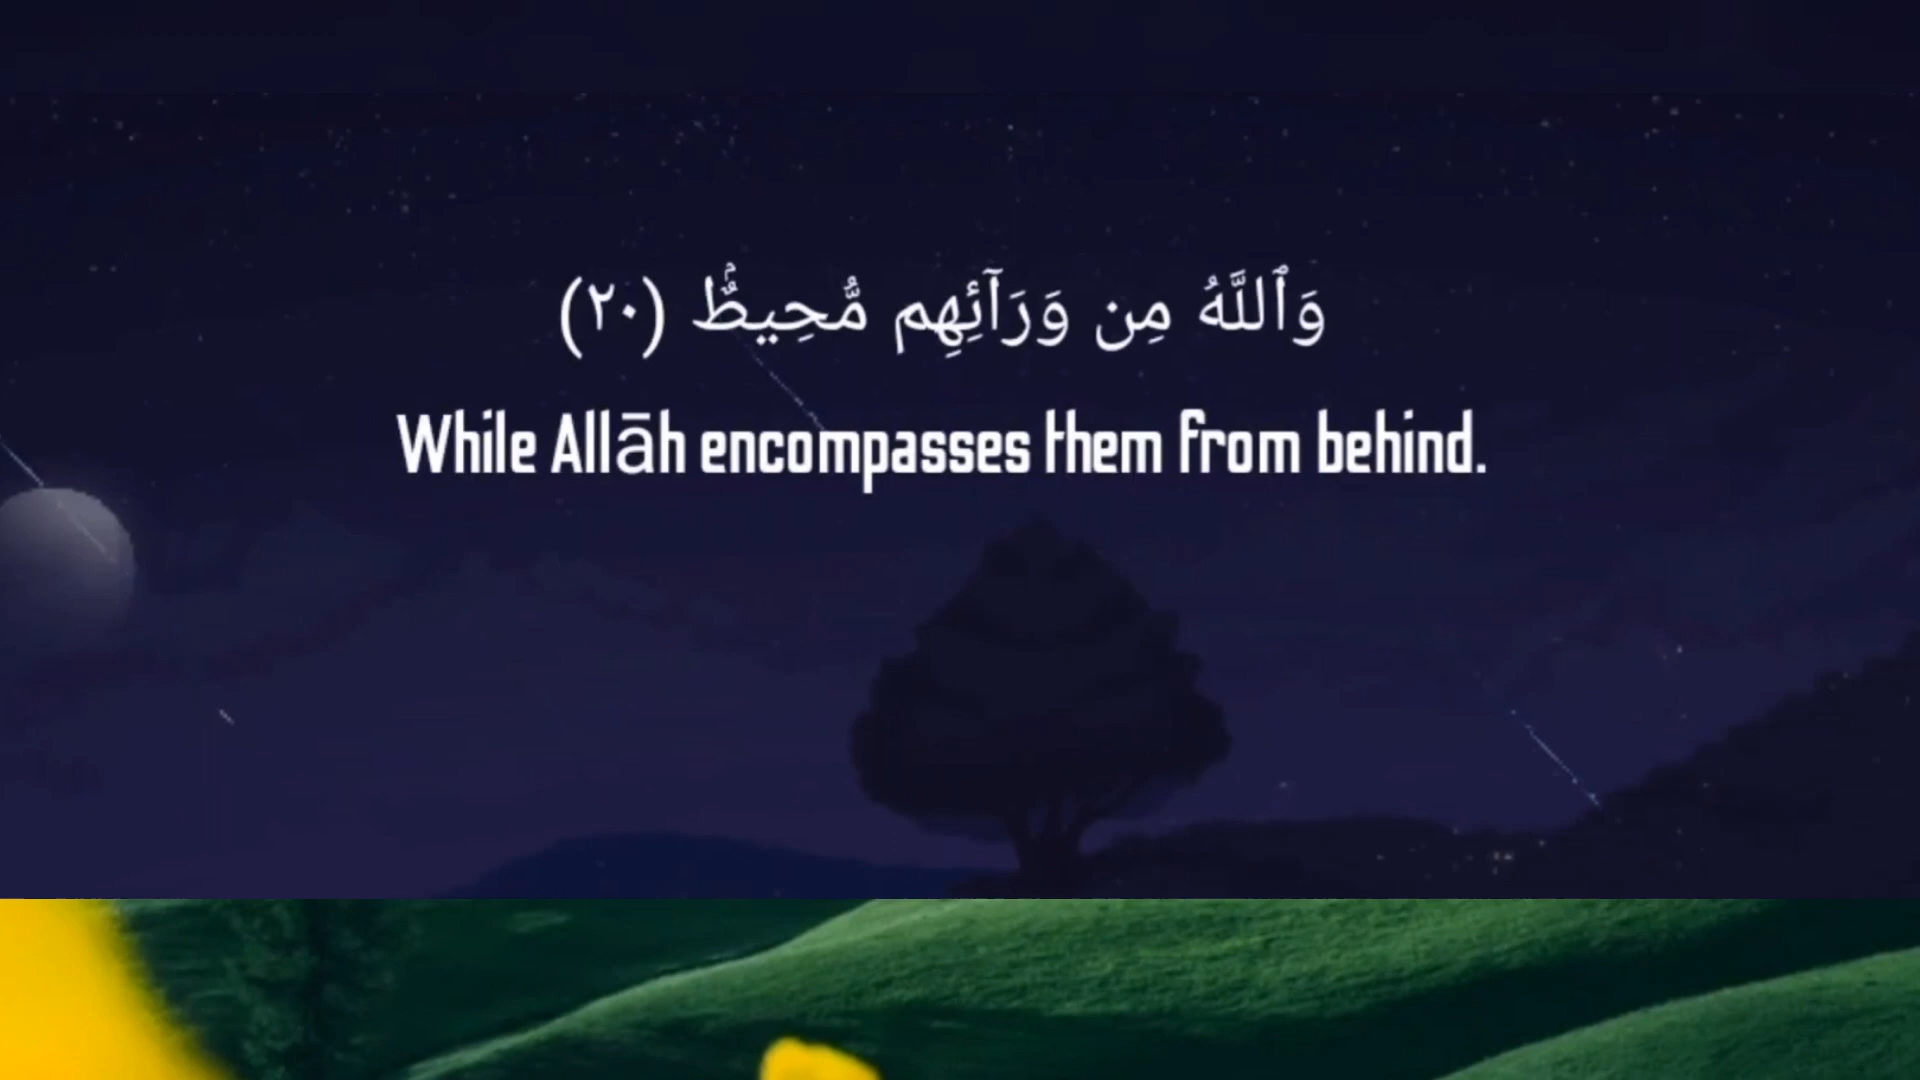 وَٱللَّهُ مِن وَرَآئِهِم مُّحِيطٌۢ (٢٠)
While Allāh encompasses them from behind.